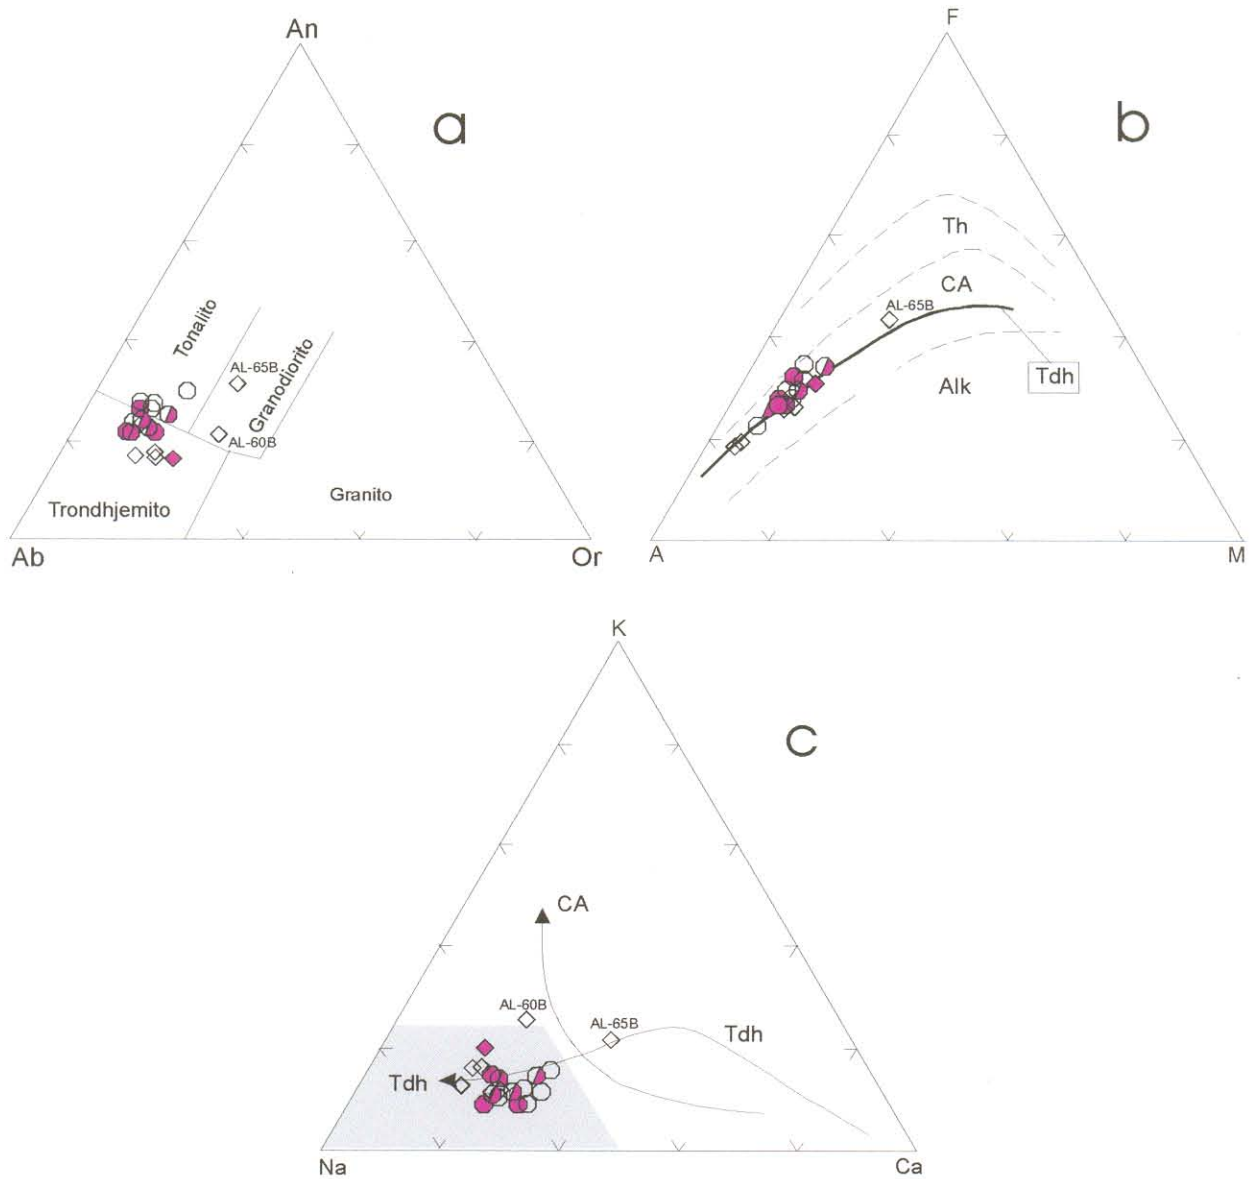 An
a
Tonalito
Granodiorito
AL-65B
AL-60B
Trondhjemito
Granito
Ab
Or
F
b
Th
CA
AL-65B
Tdh
Alk
A
M
K
c
CA
AL-60B
AL-65B
Tdh
Tdh
Na
Ca